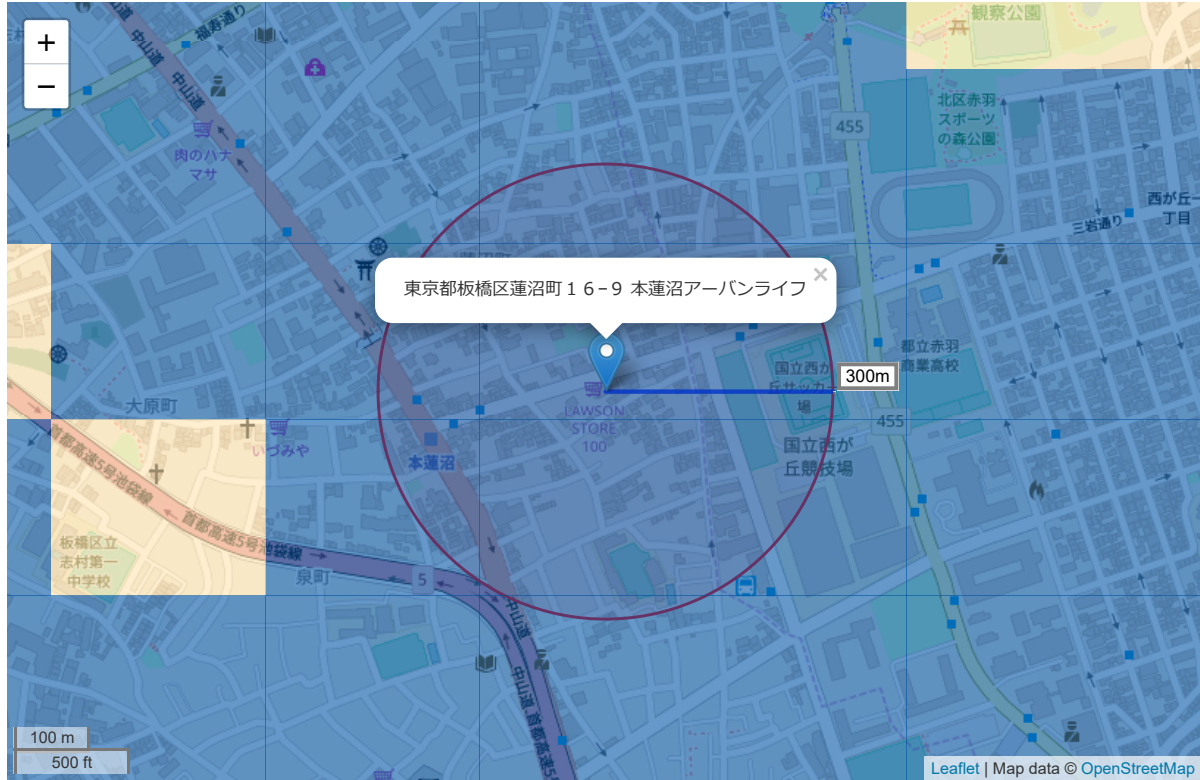 +
−
福寿通り
中山道
中山道
観察公園
北区赤羽
スポーツ
の森公園
455
肉のハナ
マサ
西が丘一
丁目
三岩通り
東京都板橋区蓮沼町１６−９ 本蓮沼アーバンライフ
×
都立赤羽
商業高校
国立西が
丘サッカー
場
300m
大原町
LAWSON
STORE
100
455
いづみや
本蓮沼
国立西が
丘競技場
首都高速5号池袋線
首都高速5号池袋線
板橋区立
志村第一
中学校
泉町
5
中山道
中山道
首都高速5
100 m
500 ft
Leaflet | Map data © OpenStreetMap